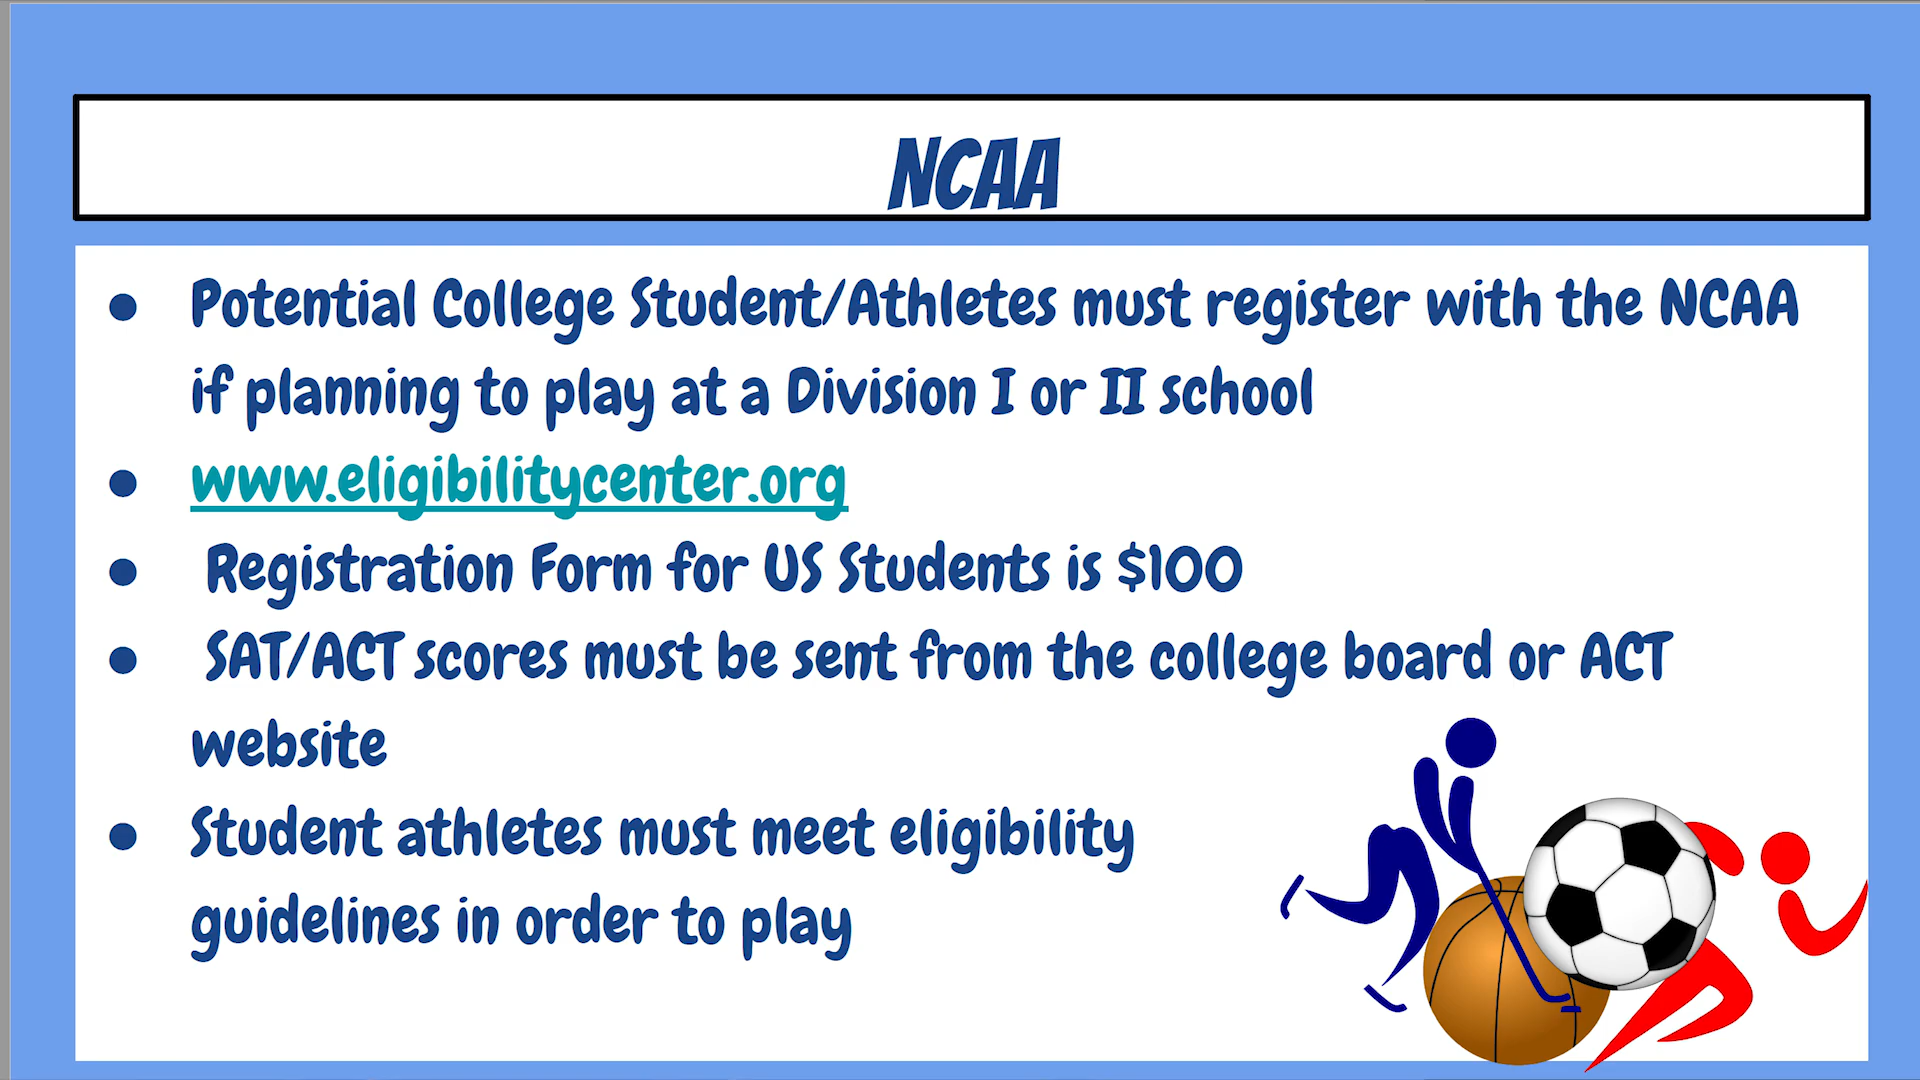 NCAA
Potential College Student/Athletes must register with the NCAA
if planning to play at a Division I or II school
www.eligibilitycenter.org
Registration Form for US Students is $100
SAT/ACT scores must be sent from the college board or ACT
website
Student athletes must meet eligibility
guidelines in order to play